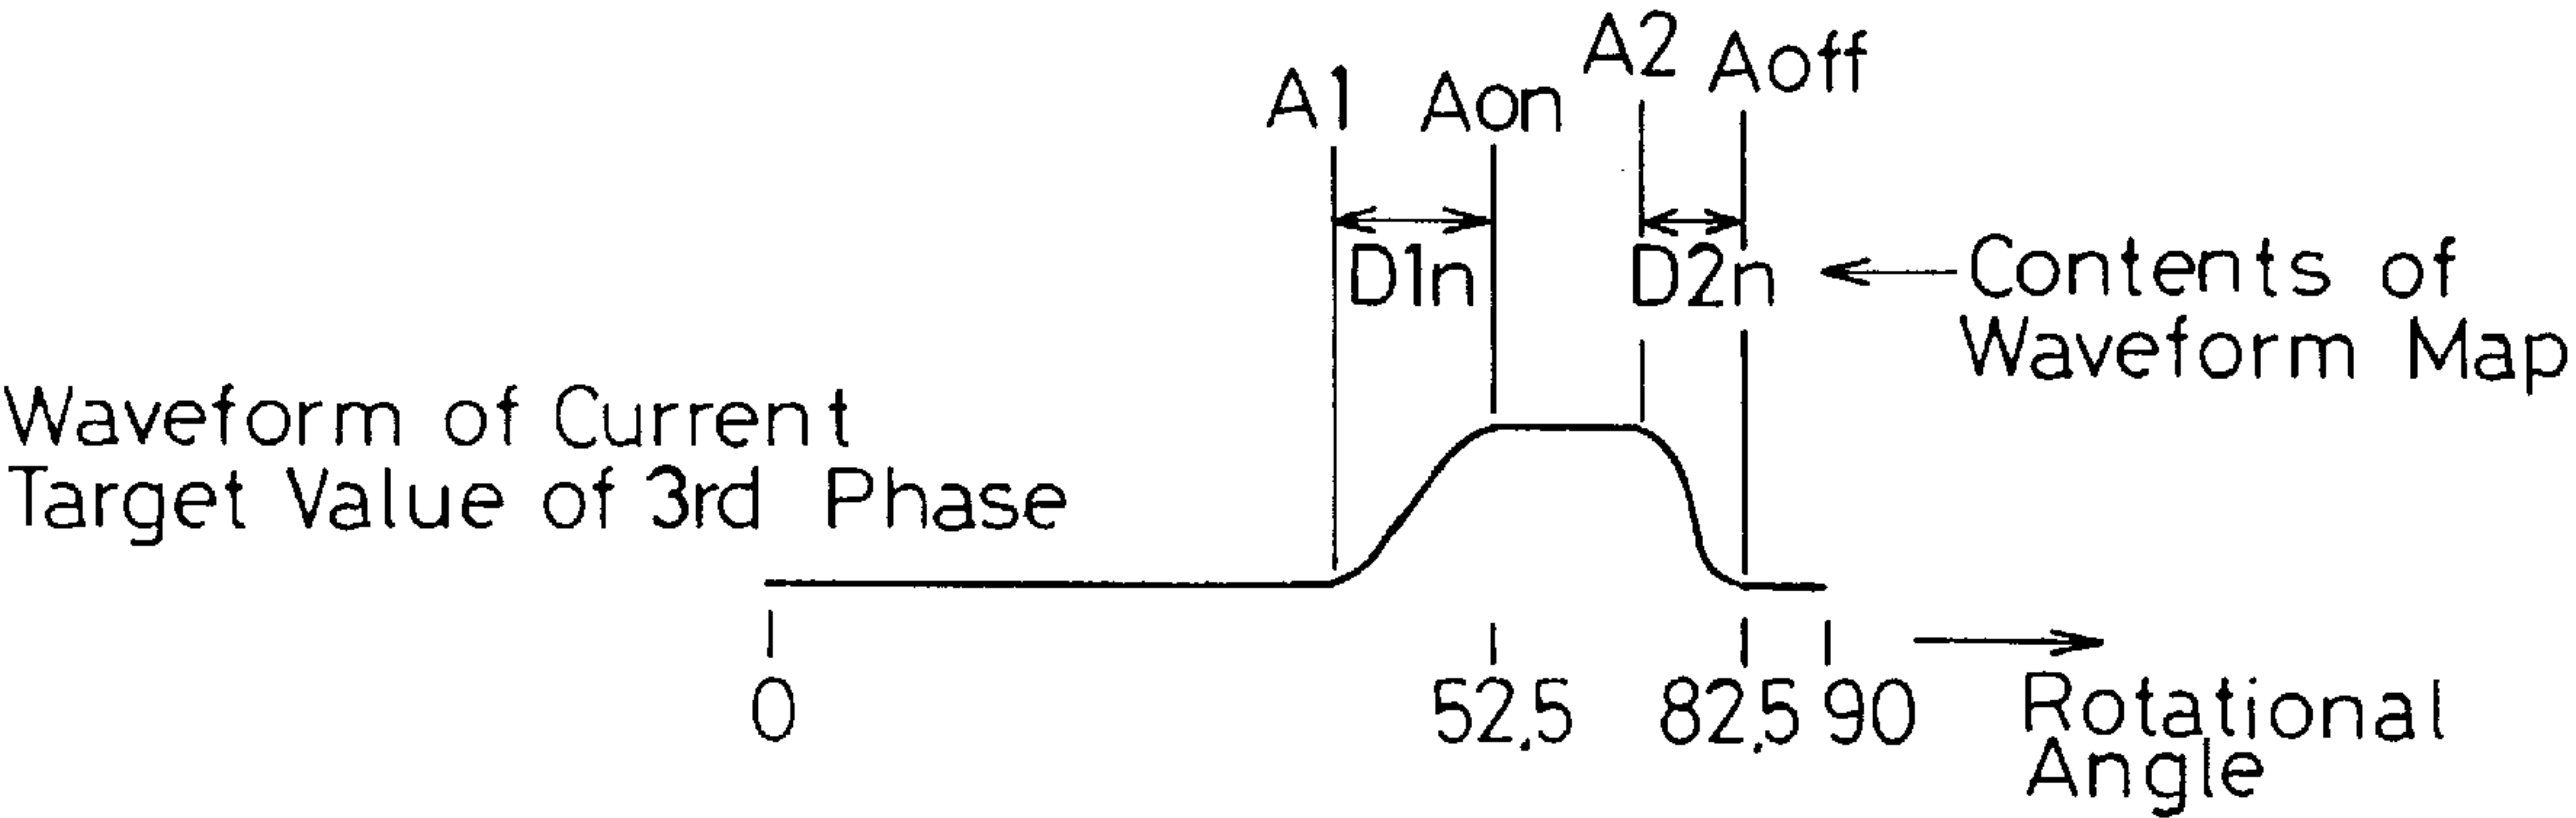 A1 Aon A2 Aoff
D1n D2n
Contents of
Waveform Map
Waveform of Current
Target Value of 3rd Phase
0 52.5 82.5 90
Rotational
Angle